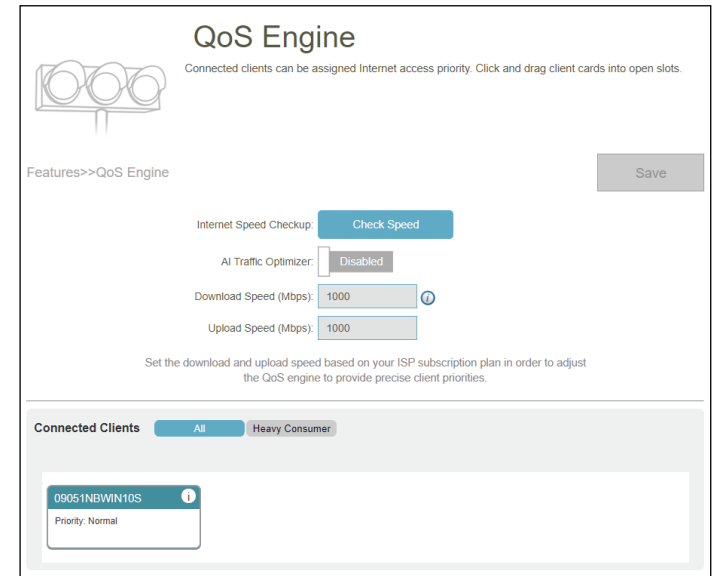 QoS Engine
Connected clients can be assigned Internet access priority. Click and drag client cards into open slots.
Features>>QoS Engine
Save
Internet Speed Checkup: Check Speed
AI Traffic Optimizer: Disabled
Download Speed (Mbps): 1000 i
Upload Speed (Mbps): 1000
Set the download and upload speed based on your ISP subscription plan in order to adjust
the QoS engine to provide precise client priorities.
Connected Clients All Heavy Consumer
09051NBWIN10S i
Priority: Normal